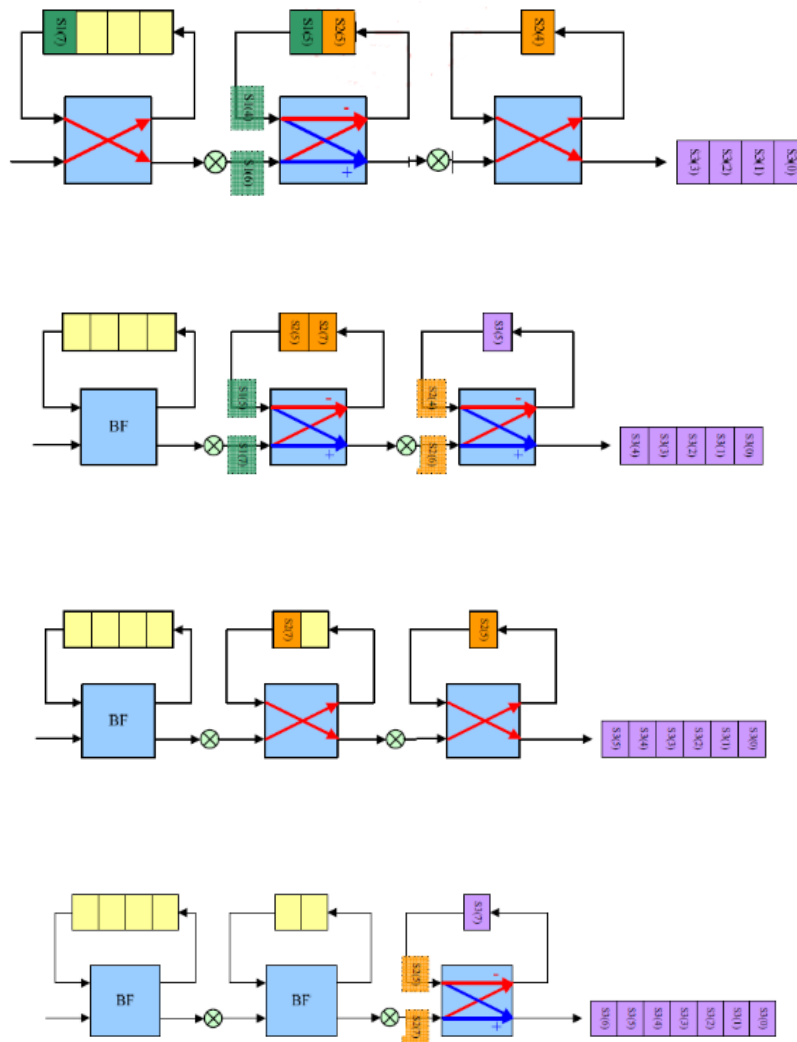 S1(7)
S1(5) S2(5)
S2(4)
S1(4)
-
S1(6)
+
S3(3) S3(2) S3(1) S3(0)
S2(5) S2(7)
S3(5)
S1(5)
-
S2(4)
-
BF
S1(7)
+
S2(6)
+
S3(4) S3(3) S3(2) S3(1) S3(0)
S2(7)
S2(5)
BF
S3(5) S3(4) S3(3) S3(2) S3(1) S3(0)
S3(7)
S2(5)
-
BF
BF
S2(7)
+
S3(6) S3(5) S3(4) S3(3) S3(2) S3(1) S3(0)